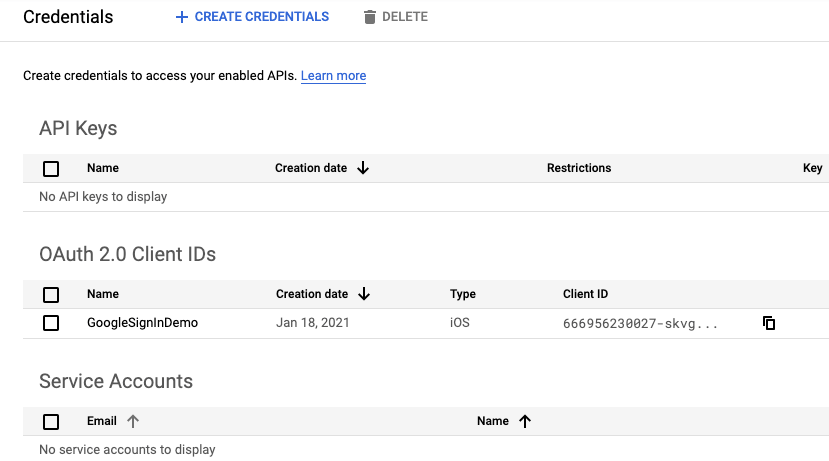 Credentials + CREATE CREDENTIALS DELETE
Create credentials to access your enabled APIs. Learn more
API Keys
Name Creation date Restrictions Key
No API keys to display
OAuth 2.0 Client IDs
Name Creation date Type Client ID
GoogleSignInDemo Jan 18, 2021 iOS 666956230027-skvg...
Service Accounts
Email Name
No service accounts to display